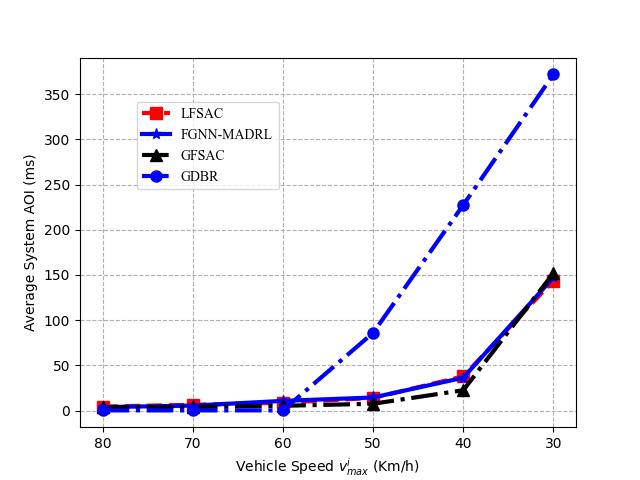 350
300
250
200
150
100
50
0
Average System AOI (ms)
LFSAC
FGNN-MADRL
GFSAC
GDBR
80 70 60 50 40 30
Vehicle Speed v^i_max (Km/h)